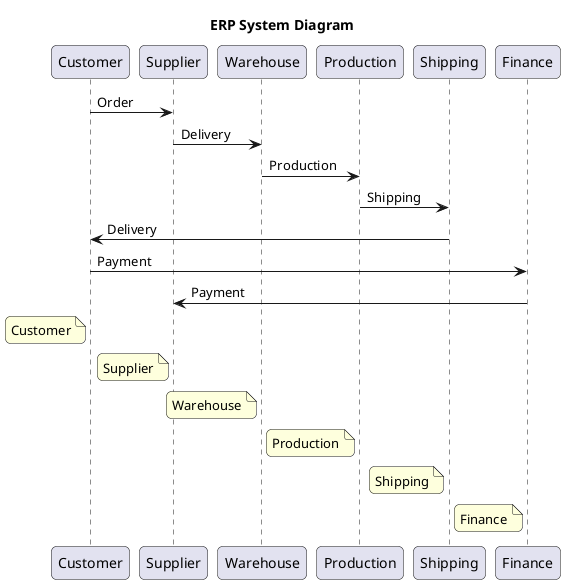 ERP System Diagram
Customer Supplier Warehouse Production Shipping Finance
Order
Delivery
Production
Shipping
Delivery
Payment
Payment
Customer
Supplier
Warehouse
Production
Shipping
Finance
Customer Supplier Warehouse Production Shipping Finance